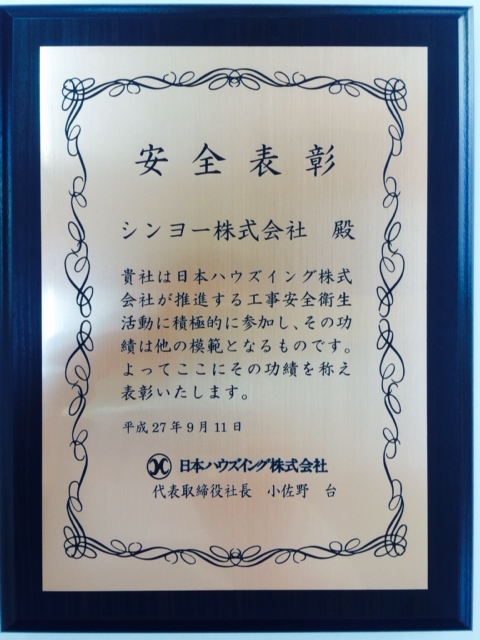 安全表彰
シンヨー株式会社　殿
貴社は日本ハウズイング株式
会社が推進する工事安全衛生
活動に積極的に参加し、その功
績は他の模範となるものです。
よってここにその功績を称え
表彰いたします。
平成27年9月11日
日本ハウズイング株式会社
代表取締役社長　小佐野　台